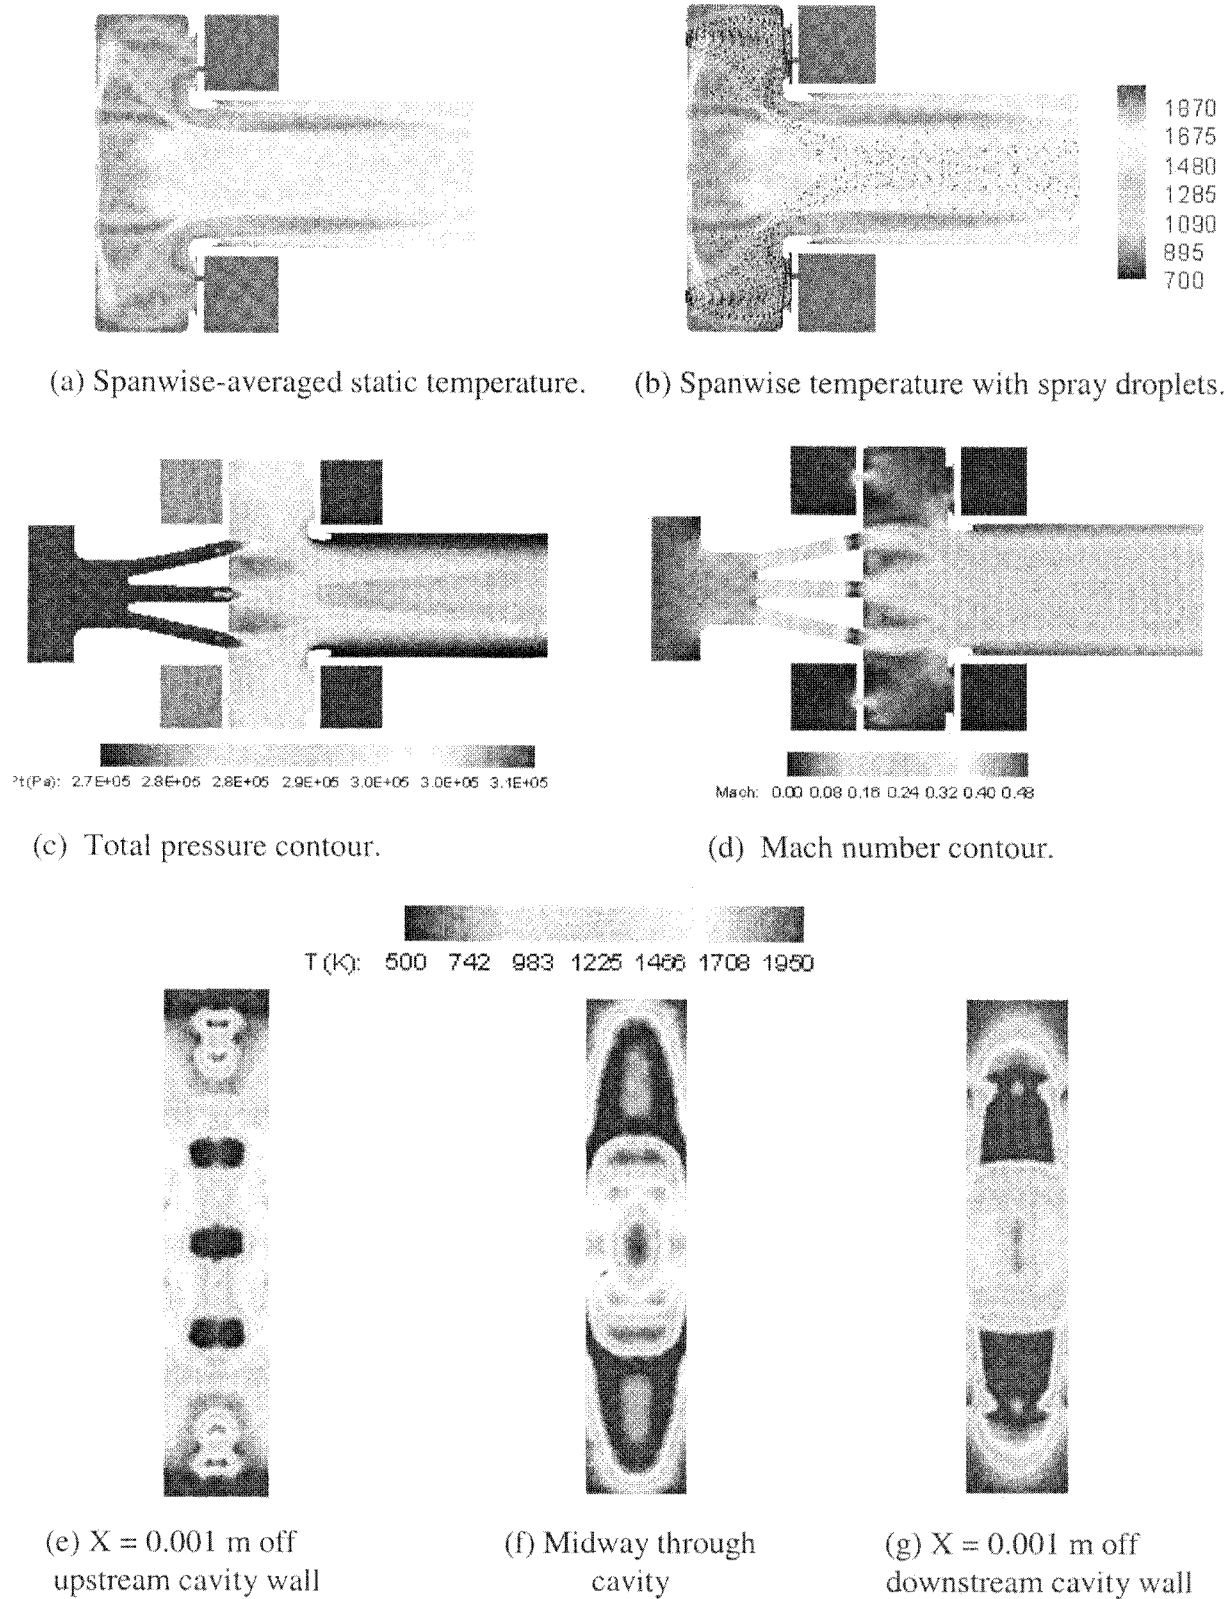 1870
1675
1480
1285
1090
895
700
(a) Spanwise-averaged static temperature.
(b) Spanwise temperature with spray droplets.
Pt(Pa): 2.7E+05 2.8E+05 2.8E+05 2.9E+05 3.0E+05 3.0E+05 3.1E+05
Mach: 0.00 0.08 0.16 0.24 0.32 0.40 0.48
(c) Total pressure contour.
(d) Mach number contour.
T(K): 500 742 983 1225 1466 1708 1950
(e) X = 0.001 m off
upstream cavity wall
(f) Midway through
cavity
(g) X = 0.001 m off
downstream cavity wall